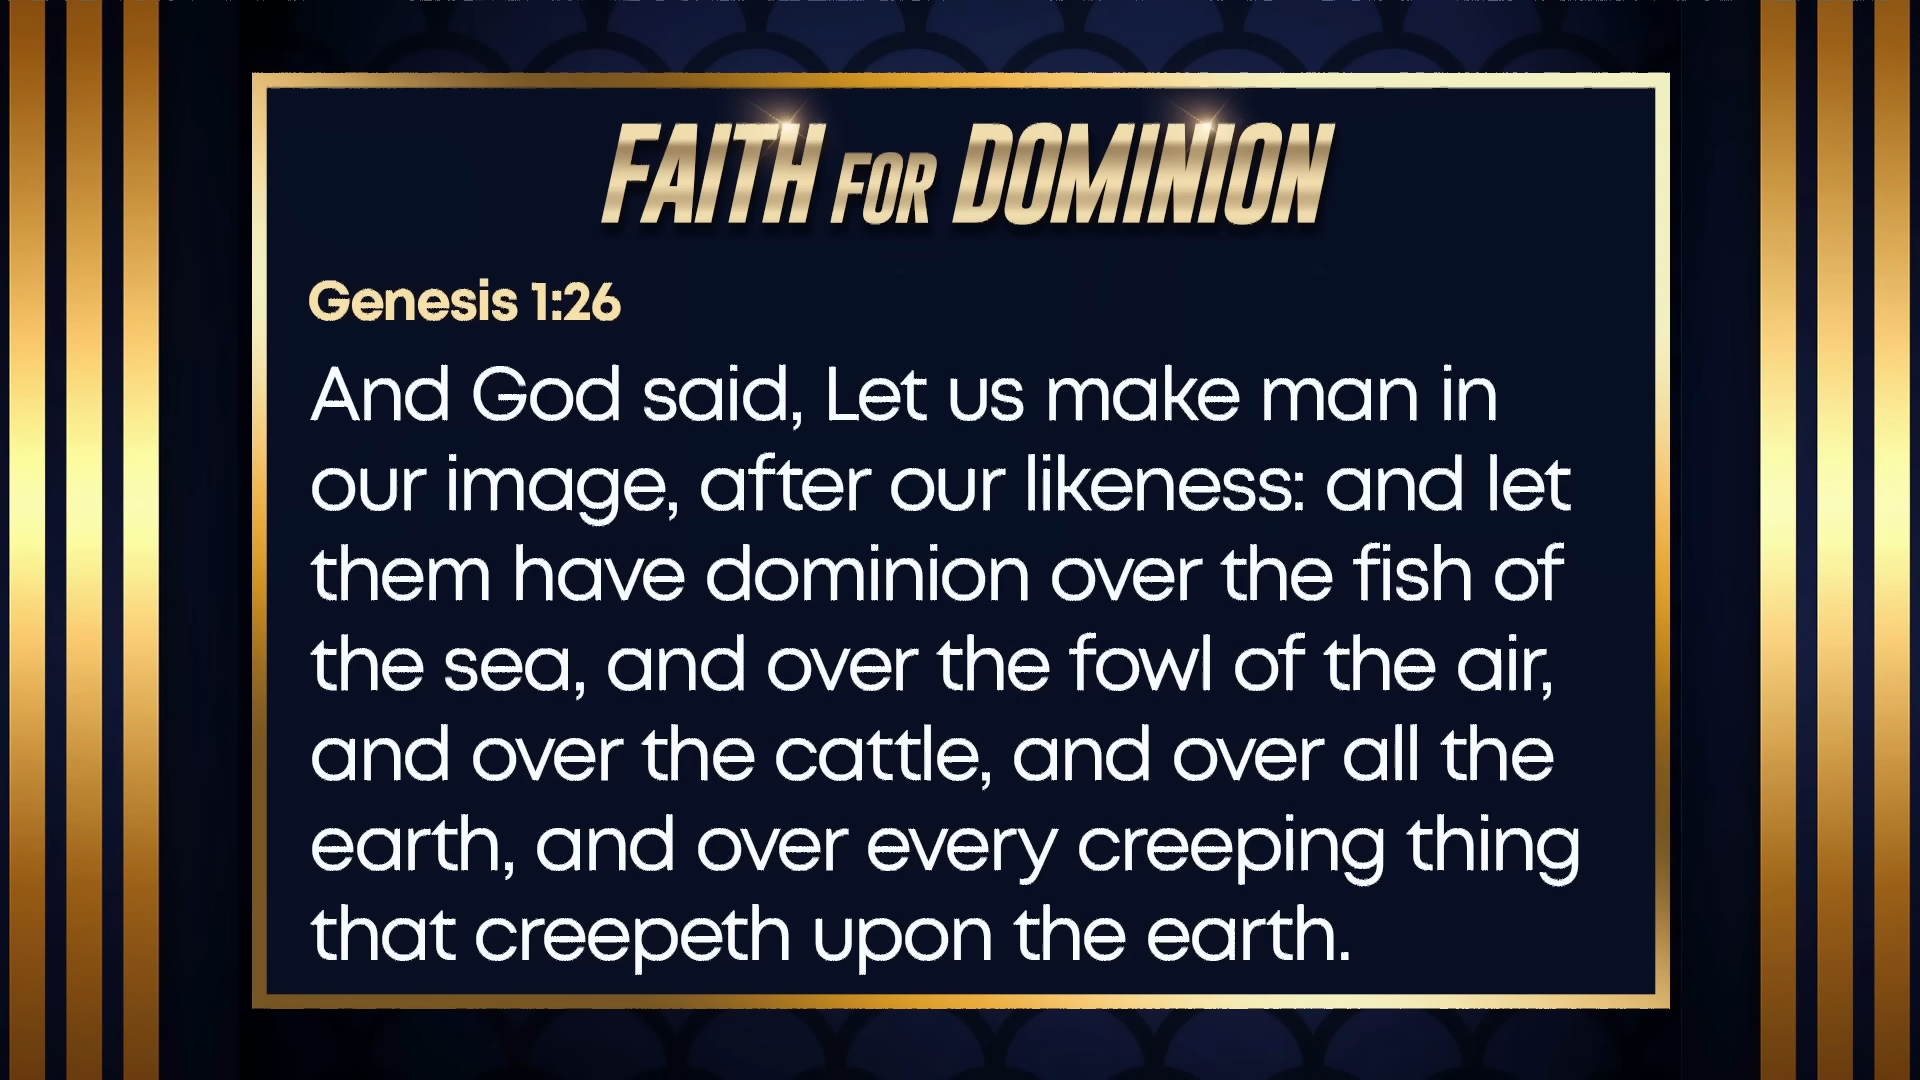 FAITH FOR DOMINION
Genesis 1:26
And God said, Let us make man in
our image, after our likeness: and let
them have dominion over the fish of
the sea, and over the fowl of the air,
and over the cattle, and over all the
earth, and over every creeping thing
that creepeth upon the earth.